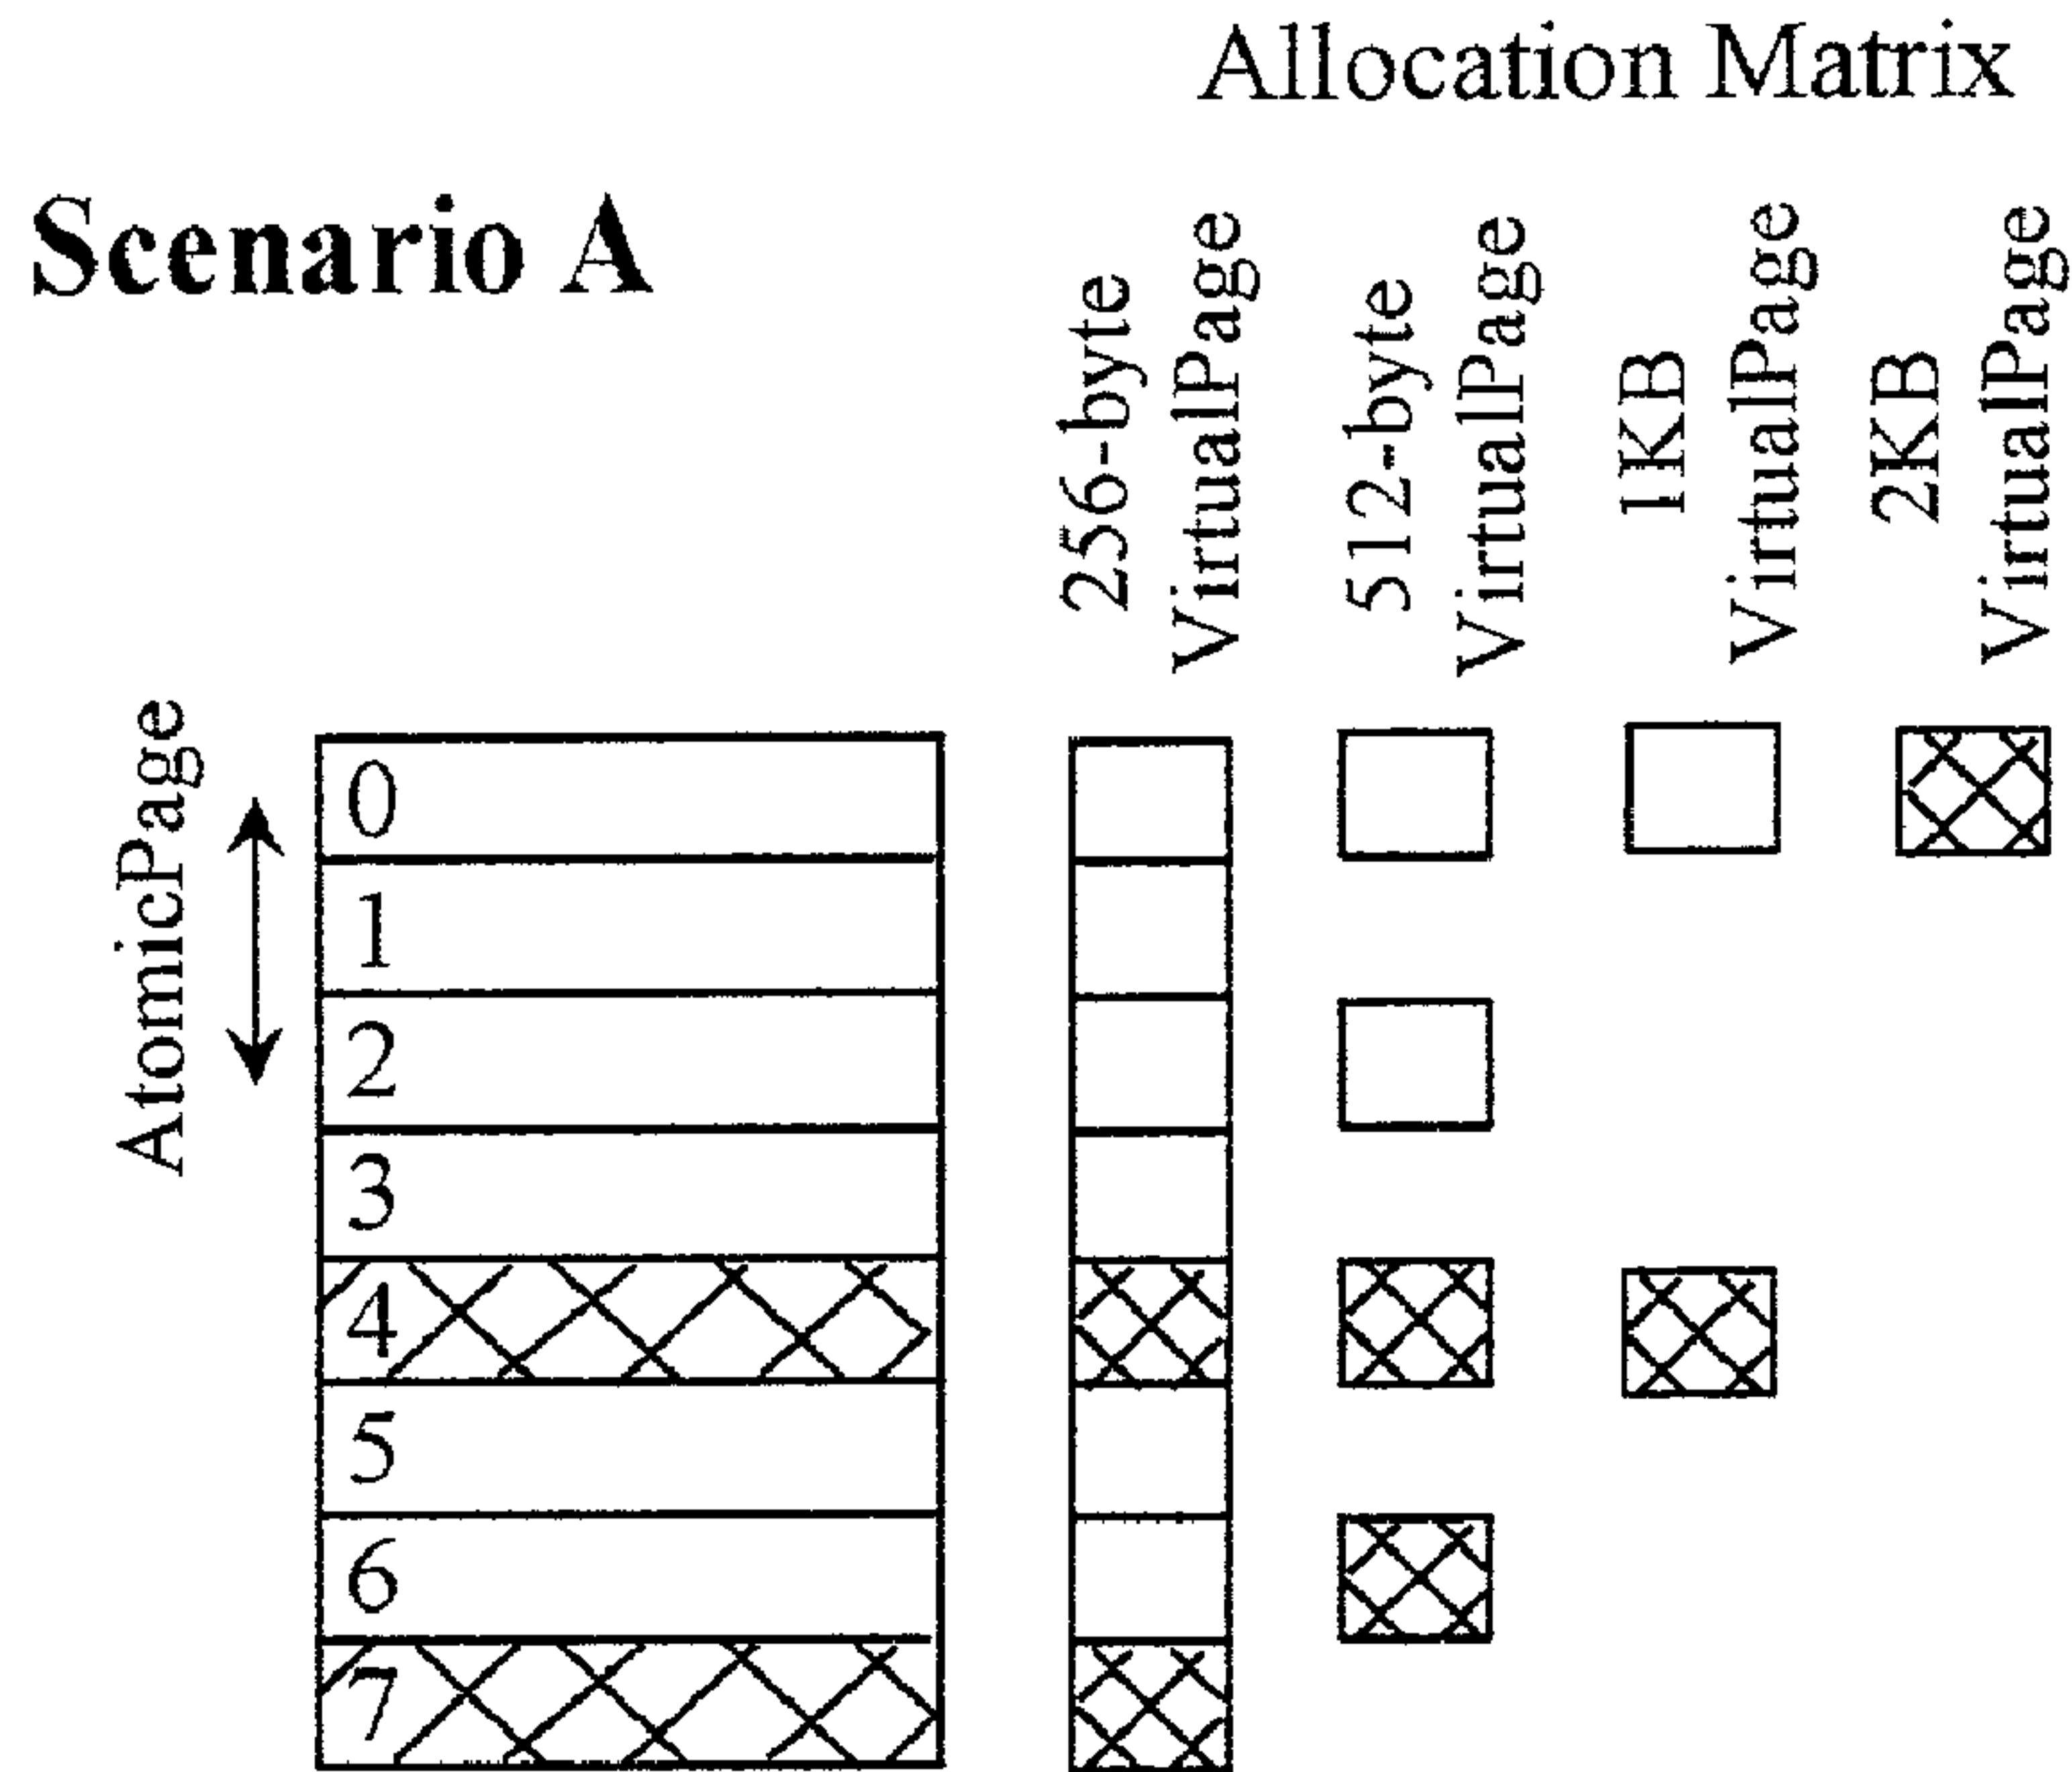 Allocation Matrix
Scenario A
256-byte
VirtualPage
512-byte
VirtualPage
1KB
VirtualPage
2KB
VirtualPage
AtomicPage
0
1
2
3
4
5
6
7